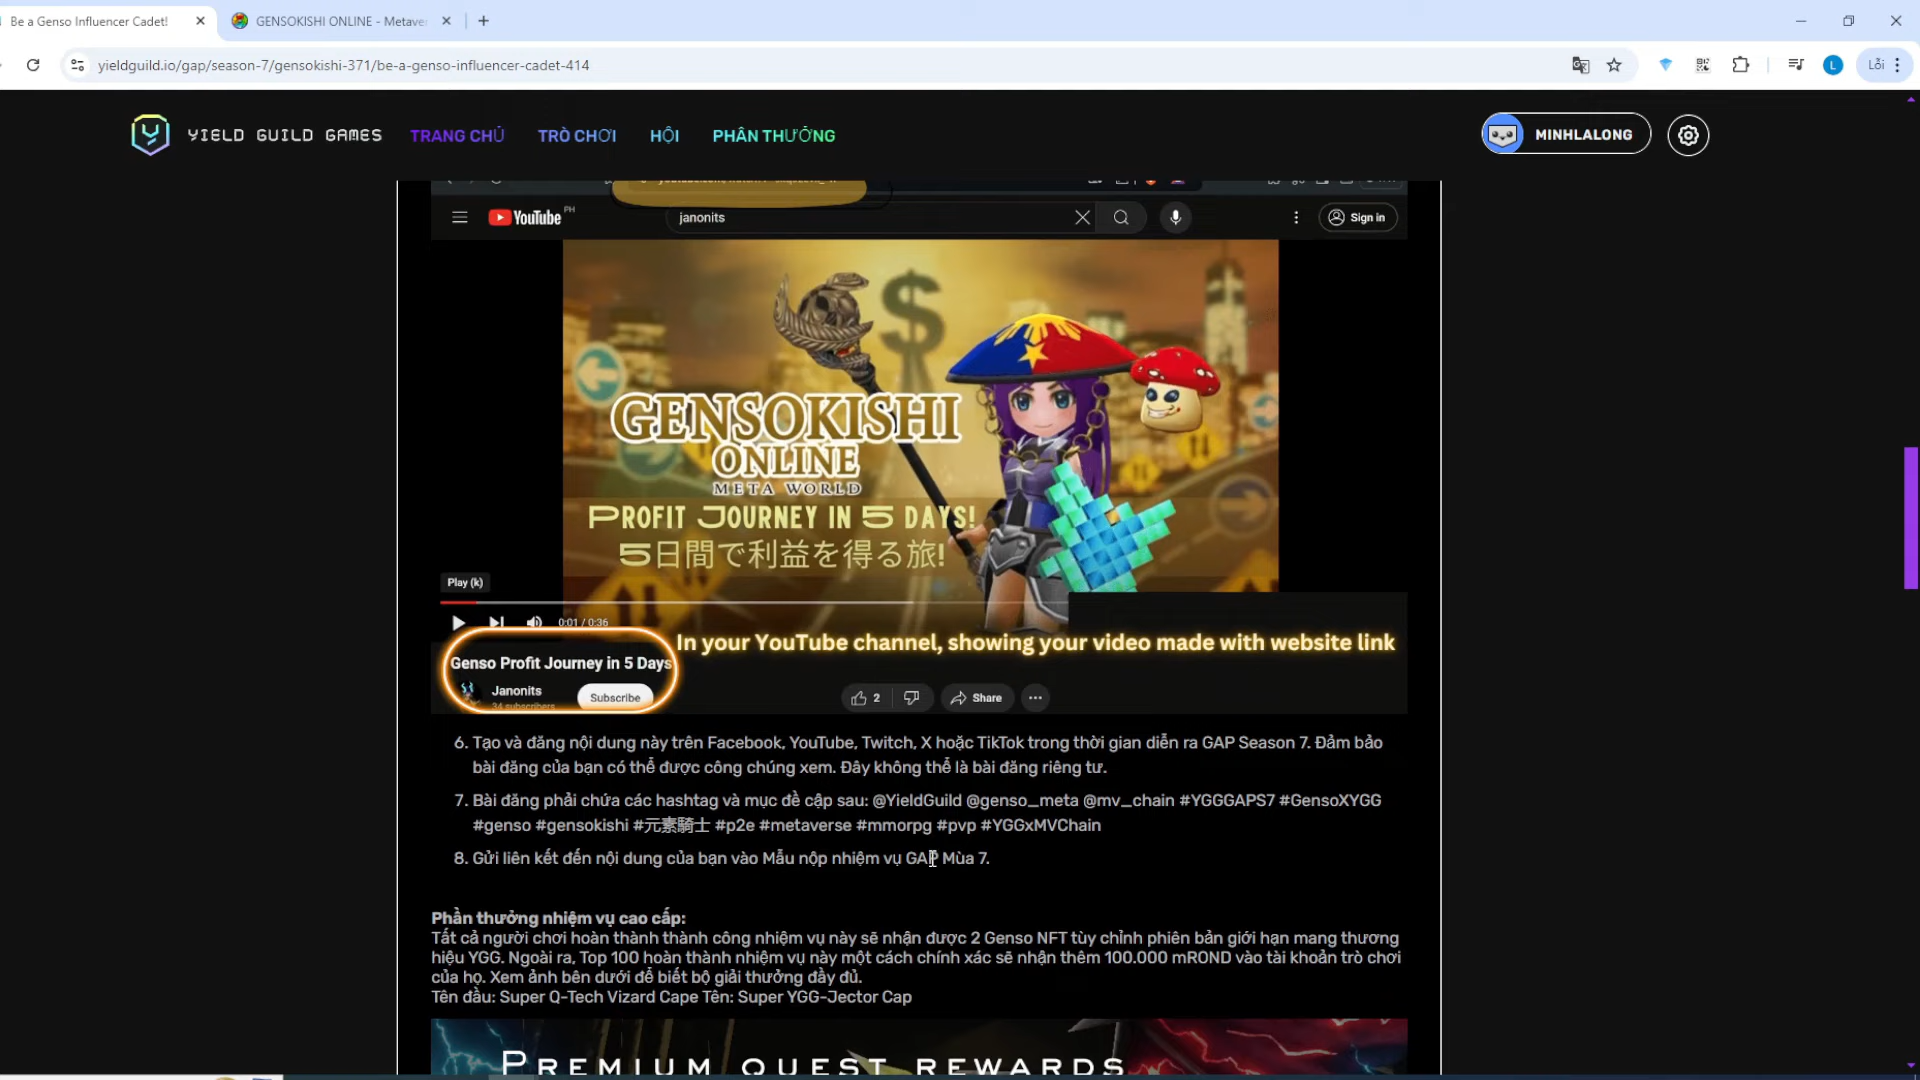 Be a Genso Influencer Cadet!
GENSOKISHI ONLINE - Metaver
yieldguild.io/gap/season-7/gensokishi-371/be-a-genso-influencer-cadet-414
L
Lỗi
YIELD GUILD GAMES
TRANG CHỦ
TRÒ CHƠI
HỘI
PHẦN THƯỞNG
MINHLALONG
YouTube PH
janonits
Sign in
$
GENSOKISHI
ONLINE
META WORLD
PROFIT JOURNEY IN 5 DAYS!
5日間で利益を得る旅!
Play (k)
0:01 / 0:36
In your YouTube channel, showing your video made with website link
Genso Profit Journey in 5 Days
Janonits
34 subscribers
Subscribe
2
Share
6. Tạo và đăng nội dung này trên Facebook, YouTube, Twitch, X hoặc TikTok trong thời gian diễn ra GAP Season 7. Đảm bảo
bài đăng của bạn có thể được công chúng xem. Đây không thể là bài đăng riêng tư.
7. Bài đăng phải chứa các hashtag và mục đề cập sau: @YieldGuild @genso_meta @mv_chain #YGGGAPS7 #GensoXYGG
#genso #gensokishi #元素騎士 #p2e #metaverse #mmorpg #pvp #YGGxMVChain
8. Gửi liên kết đến nội dung của bạn vào Mẫu nộp nhiệm vụ GAP Mùa 7.
Phần thưởng nhiệm vụ cao cấp:
Tất cả người chơi hoàn thành thành công nhiệm vụ này sẽ nhận được 2 Genso NFT tùy chỉnh phiên bản giới hạn mang thương
hiệu YGG. Ngoài ra, Top 100 hoàn thành nhiệm vụ này một cách chính xác sẽ nhận thêm 100.000 mROND vào tài khoản trò chơi
của họ. Xem ảnh bên dưới để biết bộ giải thưởng đầy đủ.
Tên đầu: Super Q-Tech Vizard Cape Tên: Super YGG-Jector Cap
PREMIUM QUEST REWARDS